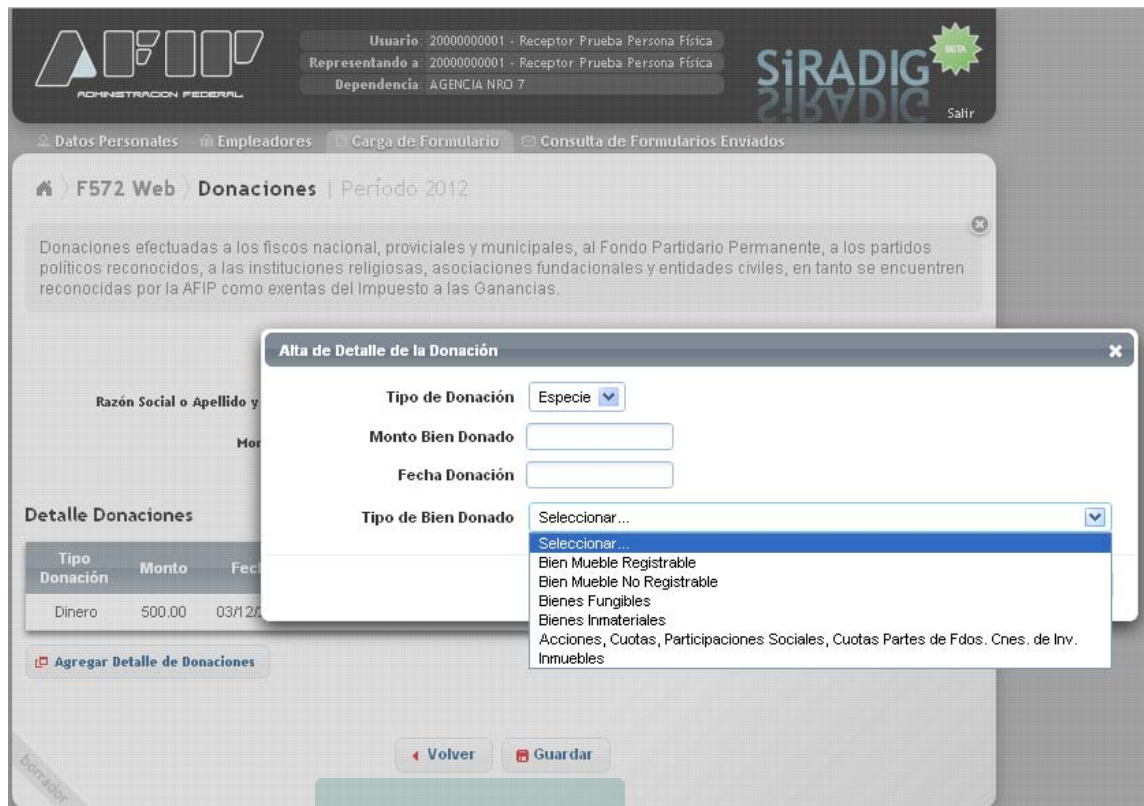 AFIP
ADMINISTRACION FEDERAL
Usuario 20000000001 - Receptor Prueba Persona Física
Representando a 20000000001 - Receptor Prueba Persona Física
Dependencia AGENCIA NRO 7
SiRADIG
BETA
Salir
Datos Personales Empleadores Carga de Formulario Consulta de Formularios Enviados
F572 Web Donaciones | Período 2012
Donaciones efectuadas a los fiscos nacional, proviciales y municipales, al Fondo Partidario Permanente, a los partidos
políticos reconocidos, a las instituciones religiosas, asociaciones fundacionales y entidades civiles, en tanto se encuentren
reconocidas por la AFIP como exentas del Impuesto a las Ganancias.
Alta de Detalle de la Donación
Tipo de Donación Especie
Razón Social o Apellido y
Monto Bien Donado
Fecha Donación
Detalle Donaciones
Tipo de Bien Donado Seleccionar...
Seleccionar...
Bien Mueble Registrable
Bien Mueble No Registrable
Bienes Fungibles
Bienes Inmateriales
Acciones, Cuotas, Participaciones Sociales, Cuotas Partes de Fdos. Cnes. de Inv.
Inmuebles
Tipo Donación Monto
Dinero 500.00 03/12/
Agregar Detalle de Donaciones
Volver Guardar
borrador